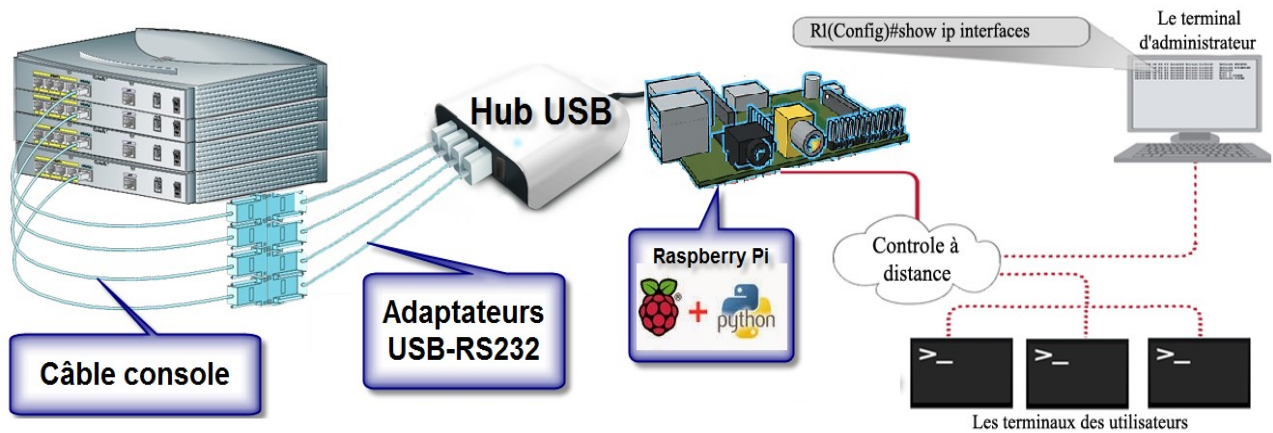 R1(Config)#show ip interfaces
Le terminal
d'administrateur
Hub USB
Raspberry Pi
+ python
Controle à
distance
Adaptateurs
USB-RS232
Câble console
>_
>_
>_
Les terminaux des utilisateurs